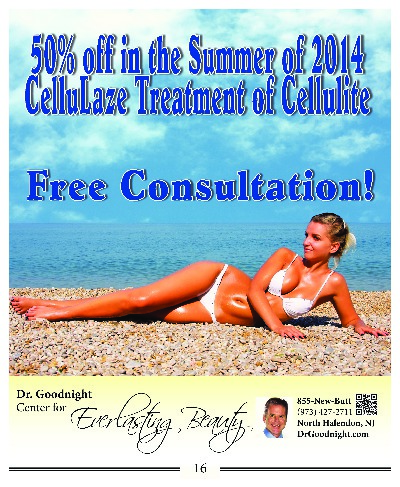 50% off in the Summer of 2014
CelluLaze Treatment of Cellulite
Free Consultation!
Dr. Goodnight
Center for
Everlasting Beauty
855-New-Butt
(973) 427-2711
North Halendon, NJ
DrGoodnight.com
16